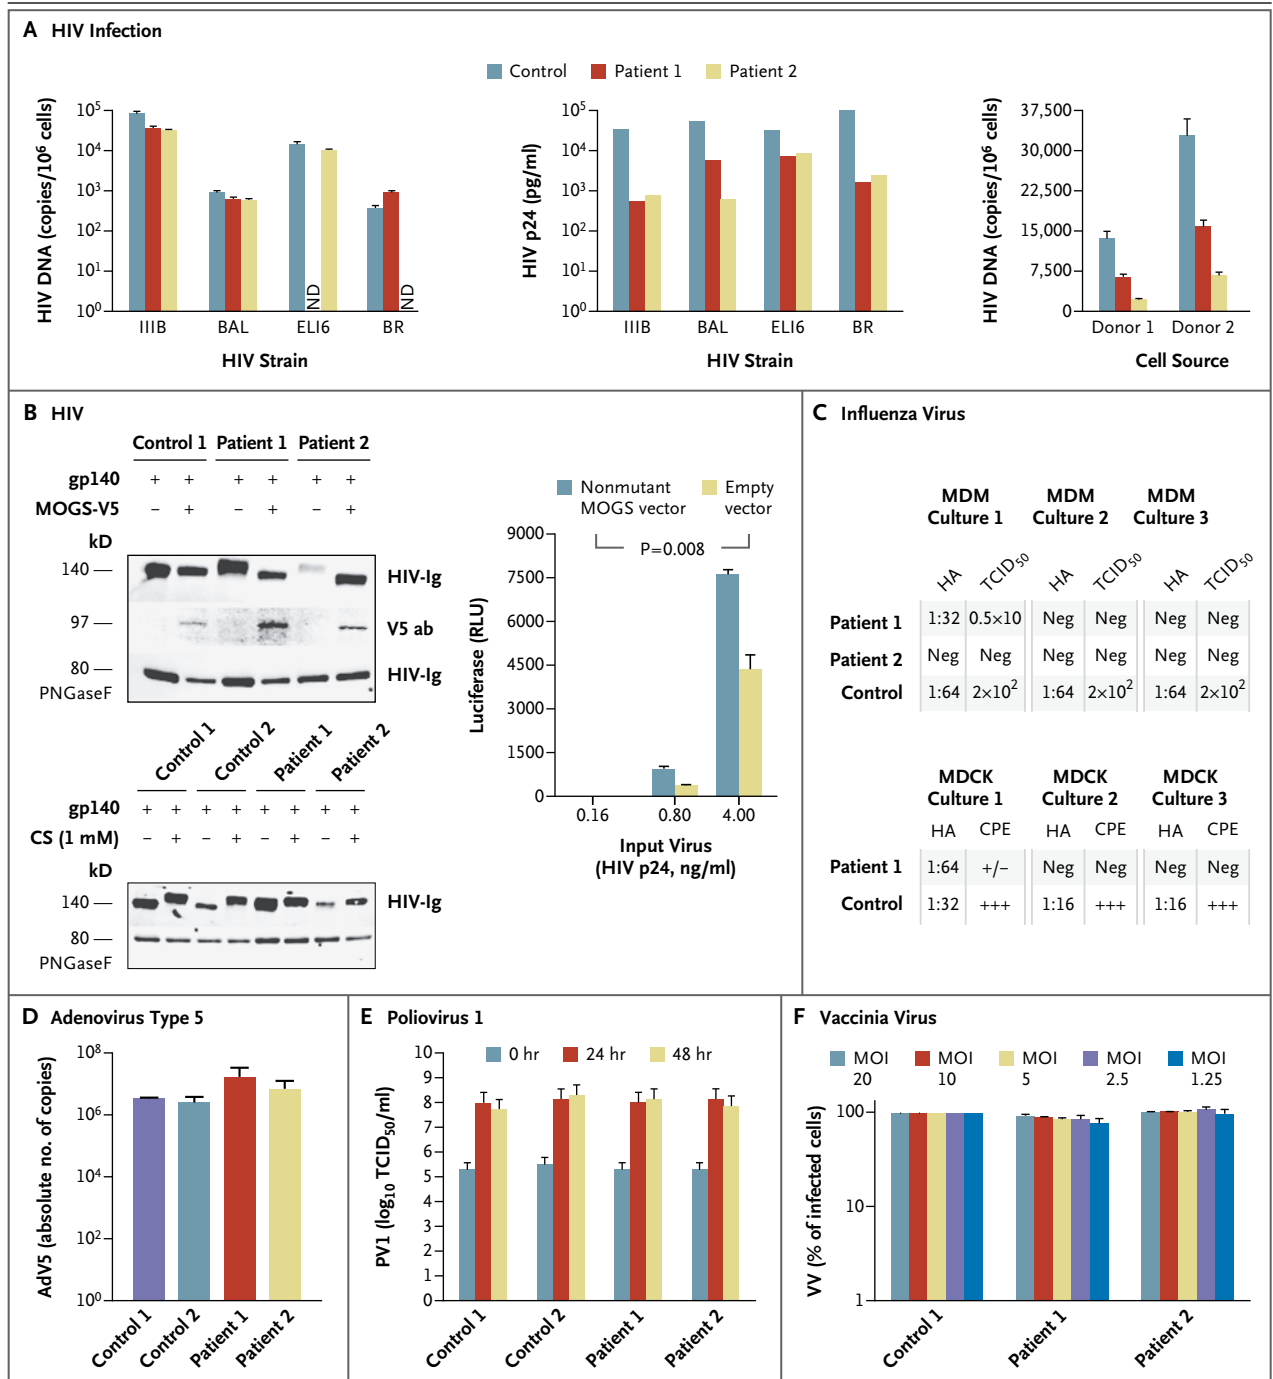 A HIV Infection
Control Patient 1 Patient 2
HIV DNA (copies/10⁶ cells)
10⁵
10⁴
10³
10²
10¹
10⁰
ND
ND
IIIB BAL ELI6 BR
HIV Strain
HIV p24 (pg/ml)
10⁵
10⁴
10³
10²
10¹
10⁰
IIIB BAL ELI6 BR
HIV Strain
HIV DNA (copies/10⁶ cells)
37,500
30,000
22,500
15,000
7,500
0
Donor 1 Donor 2
Cell Source
B HIV
Control 1 Patient 1 Patient 2
gp140 + + + + + +
MOGS-V5 – + – + – +
kD
140 HIV-Ig
97 V5 ab
80 HIV-Ig
PNGaseF
Control 1 Control 2 Patient 1 Patient 2
gp140 + + + + + + + +
CS (1 mM) – + – + – + – +
kD
140 HIV-Ig
80
PNGaseF
Nonmutant MOGS vector
Empty vector
P=0.008
Luciferase (RLU)
9000
7500
6000
4500
3000
1500
0
0.16 0.80 4.00
Input Virus
(HIV p24, ng/ml)
C Influenza Virus
MDM Culture 1 MDM Culture 2 MDM Culture 3
HA TCID₅₀ HA TCID₅₀ HA TCID₅₀
Patient 1 1:32 0.5×10 Neg Neg Neg Neg
Patient 2 Neg Neg Neg Neg Neg Neg
Control 1:64 2×10² 1:64 2×10² 1:64 2×10²
MDCK Culture 1 MDCK Culture 2 MDCK Culture 3
HA CPE HA CPE HA CPE
Patient 1 1:64 +/– Neg Neg Neg Neg
Control 1:32 +++ 1:16 +++ 1:16 +++
D Adenovirus Type 5
AdV5 (absolute no. of copies)
10⁸
10⁶
10⁴
10²
10⁰
Control 1 Control 2 Patient 1 Patient 2
E Poliovirus 1
0 hr 24 hr 48 hr
PV1 (log₁₀ TCID₅₀/ml)
10
9
8
7
6
5
4
3
2
1
0
Control 1 Control 2 Patient 1 Patient 2
F Vaccinia Virus
MOI 20 MOI 10 MOI 5 MOI 2.5 MOI 1.25
VV (% of infected cells)
100
10
1
Control 1 Patient 1 Patient 2